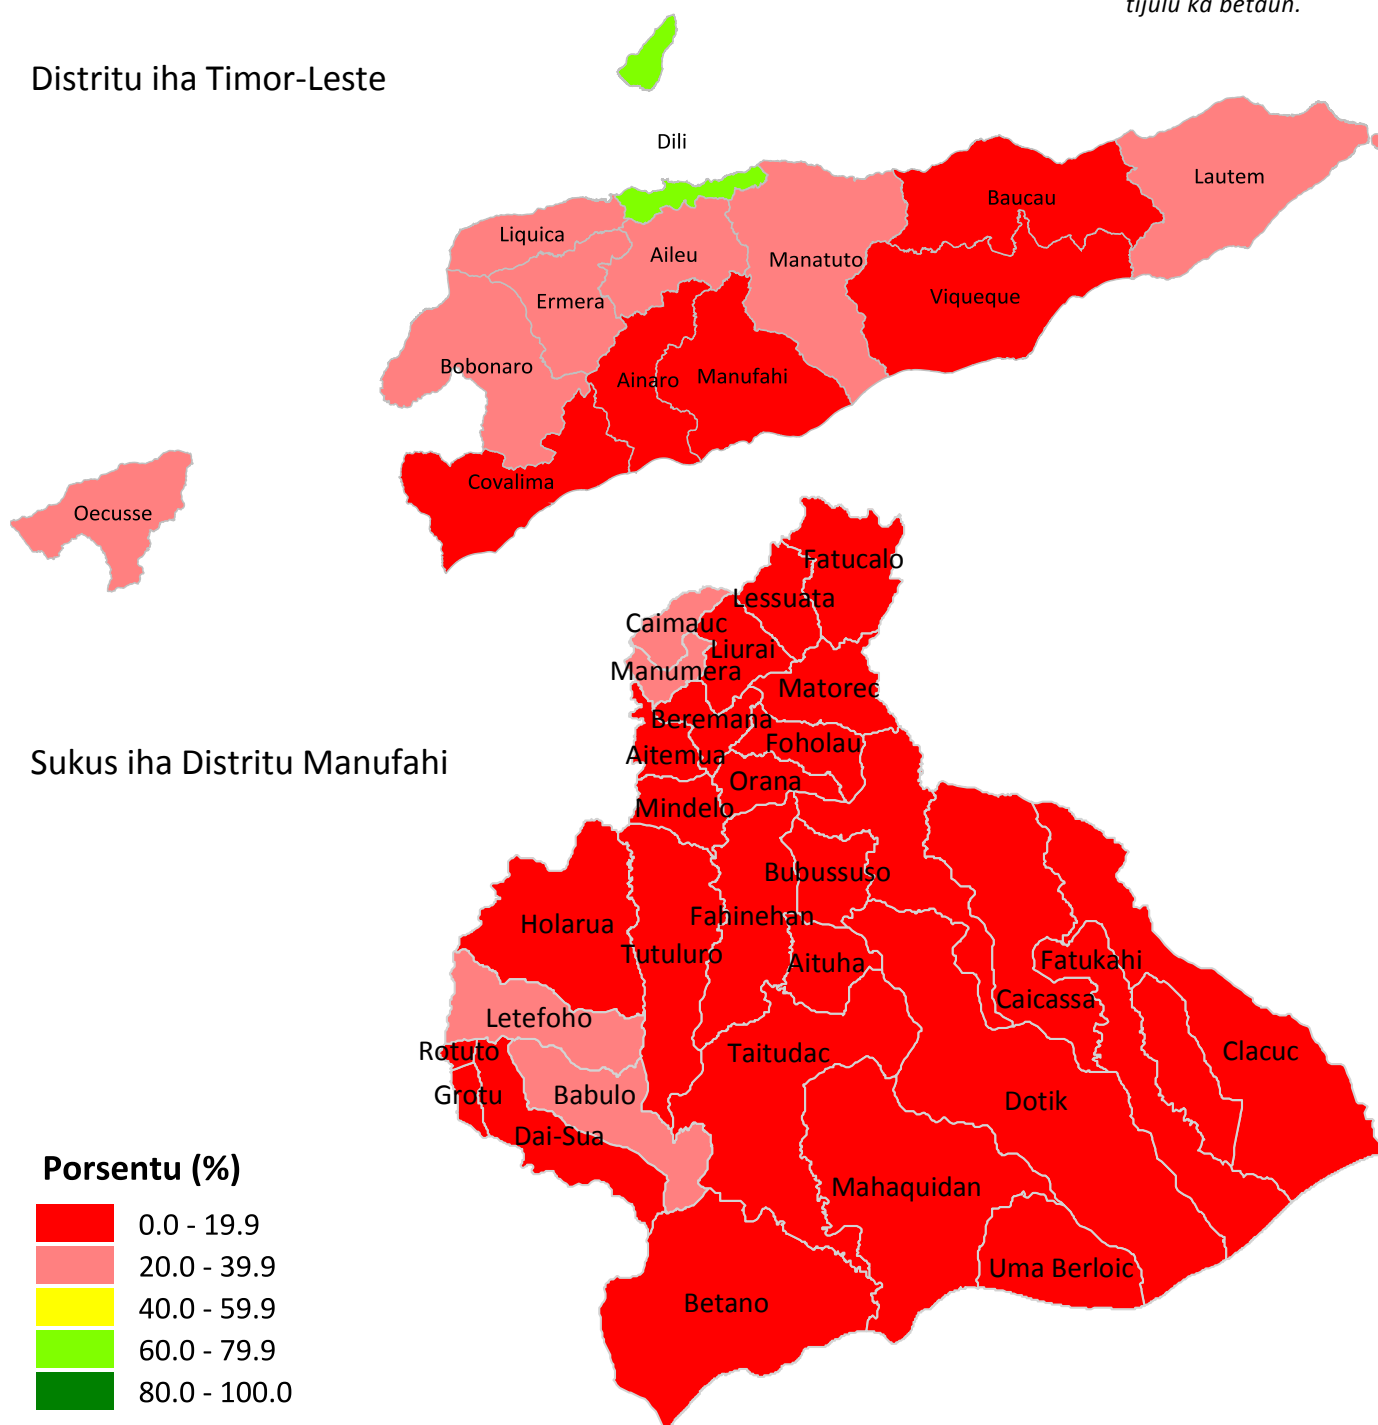 tijulu ka betaun.
Distritu iha Timor-Leste
Dili
Lautem
Baucau
Liquica
Aileu
Manatuto
Viqueque
Ermera
Bobonaro
Ainaro
Manufahi
Covalima
Oecusse
Fatucalo
Lessuata
Caimauc
Liurai
Manumera
Matorec
Beremana
Foholau
Aitemua
Sukus iha Distritu Manufahi
Orana
Mindelo
Bubussuso
Fahinehan
Holarua
Tutuluro
Aituha
Fatukahi
Caicassa
Letefoho
Rotuto
Taitudac
Clacuc
Grotu
Babulo
Dotik
Dai-Sua
Mahaquidan
Uma Berloic
Betano
Porsentu (%)
0.0 - 19.9
20.0 - 39.9
40.0 - 59.9
60.0 - 79.9
80.0 - 100.0